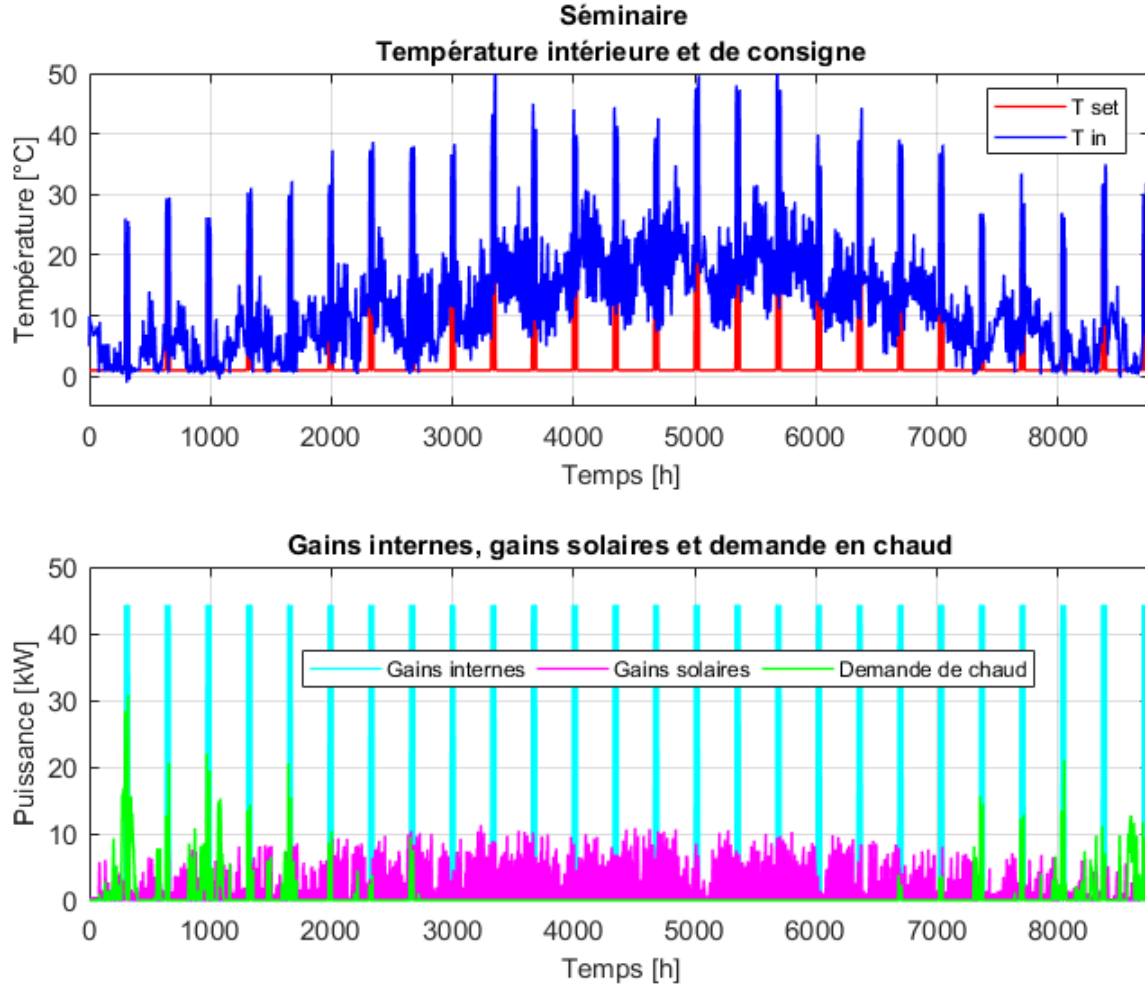 Séminaire
Température intérieure et de consigne
Température [°C]
50
40
30
20
10
0
T set
T in
0 1000 2000 3000 4000 5000 6000 7000 8000
Temps [h]
Gains internes, gains solaires et demande en chaud
Puissance [kW]
50
40
30
20
10
0
Gains internes Gains solaires Demande de chaud
0 1000 2000 3000 4000 5000 6000 7000 8000
Temps [h]